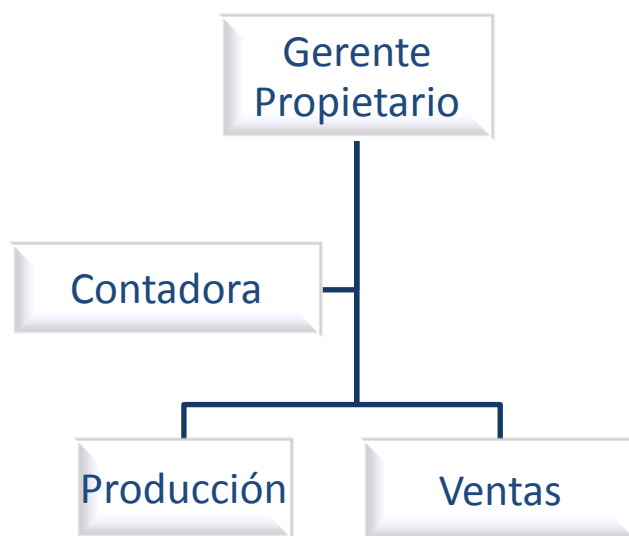 Gerente
Propietario
Contadora
Producción
Ventas